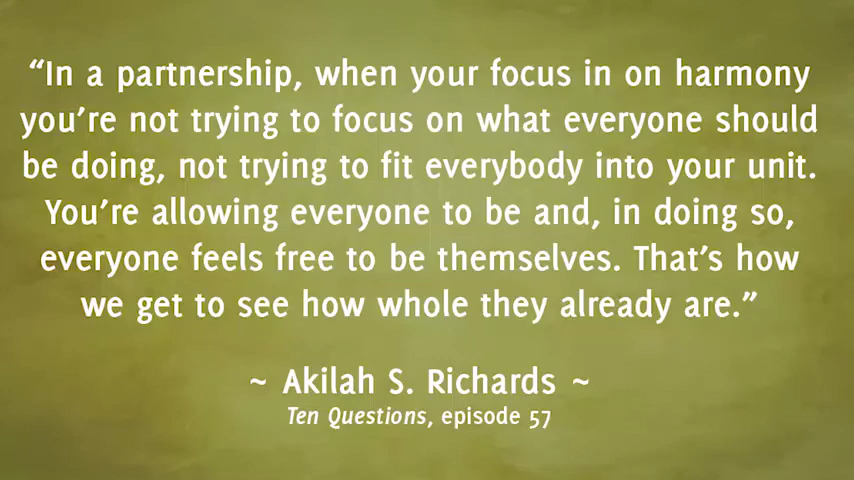 “In a partnership, when your focus in on harmony
you’re not trying to focus on what everyone should
be doing, not trying to fit everybody into your unit.
You’re allowing everyone to be and, in doing so,
everyone feels free to be themselves. That’s how
we get to see how whole they already are.”
~ Akilah S. Richards ~
Ten Questions, episode 57